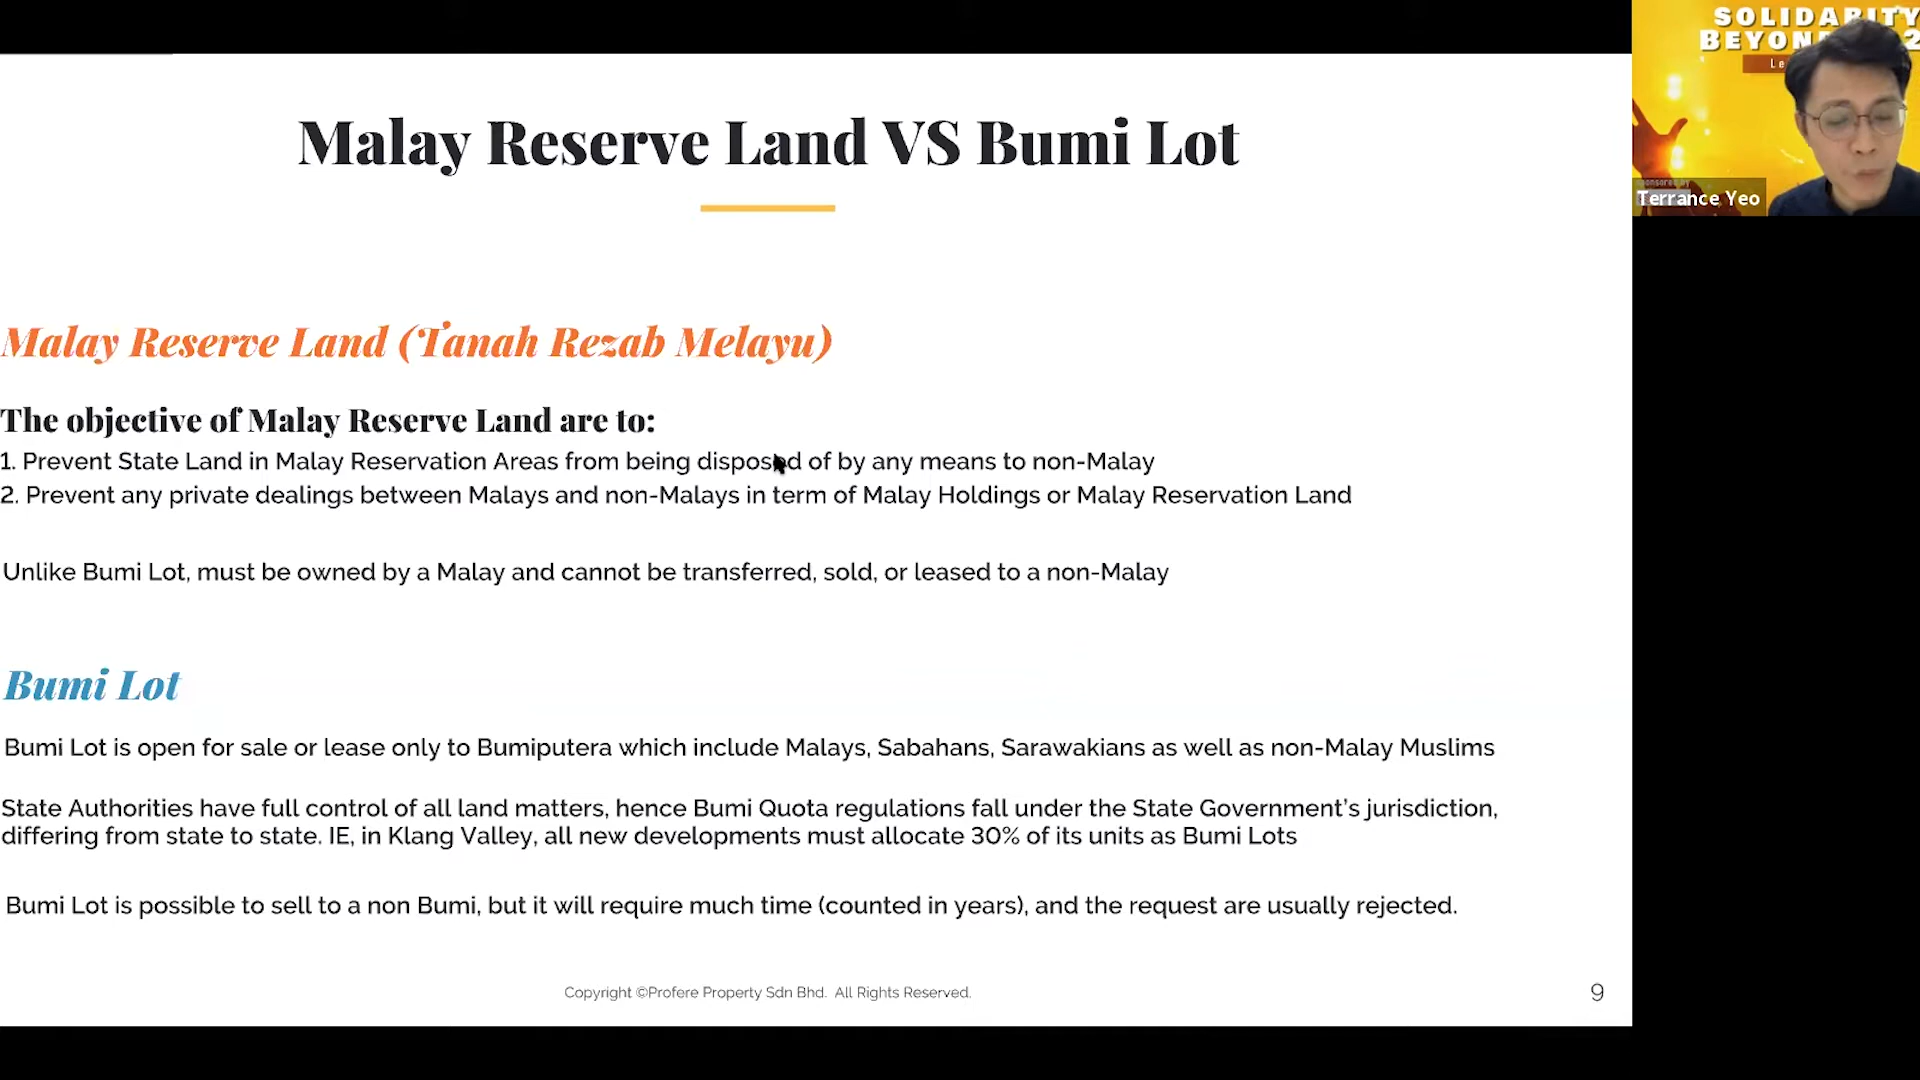 Malay Reserve Land VS Bumi Lot
Malay Reserve Land (Tanah Rezab Melayu)
The objective of Malay Reserve Land are to:
1. Prevent State Land in Malay Reservation Areas from being disposed of by any means to non-Malay
2. Prevent any private dealings between Malays and non-Malays in term of Malay Holdings or Malay Reservation Land
Unlike Bumi Lot, must be owned by a Malay and cannot be transferred, sold, or leased to a non-Malay
Bumi Lot
Bumi Lot is open for sale or lease only to Bumiputera which include Malays, Sabahans, Sarawakians as well as non-Malay Muslims
State Authorities have full control of all land matters, hence Bumi Quota regulations fall under the State Government's jurisdiction,
differing from state to state. IE, in Klang Valley, all new developments must allocate 30% of its units as Bumi Lots
Bumi Lot is possible to sell to a non Bumi, but it will require much time (counted in years), and the request are usually rejected.
Copyright ©Profere Property Sdn Bhd. All Rights Reserved.
9
SOLIDARITY
Terrance Yeo